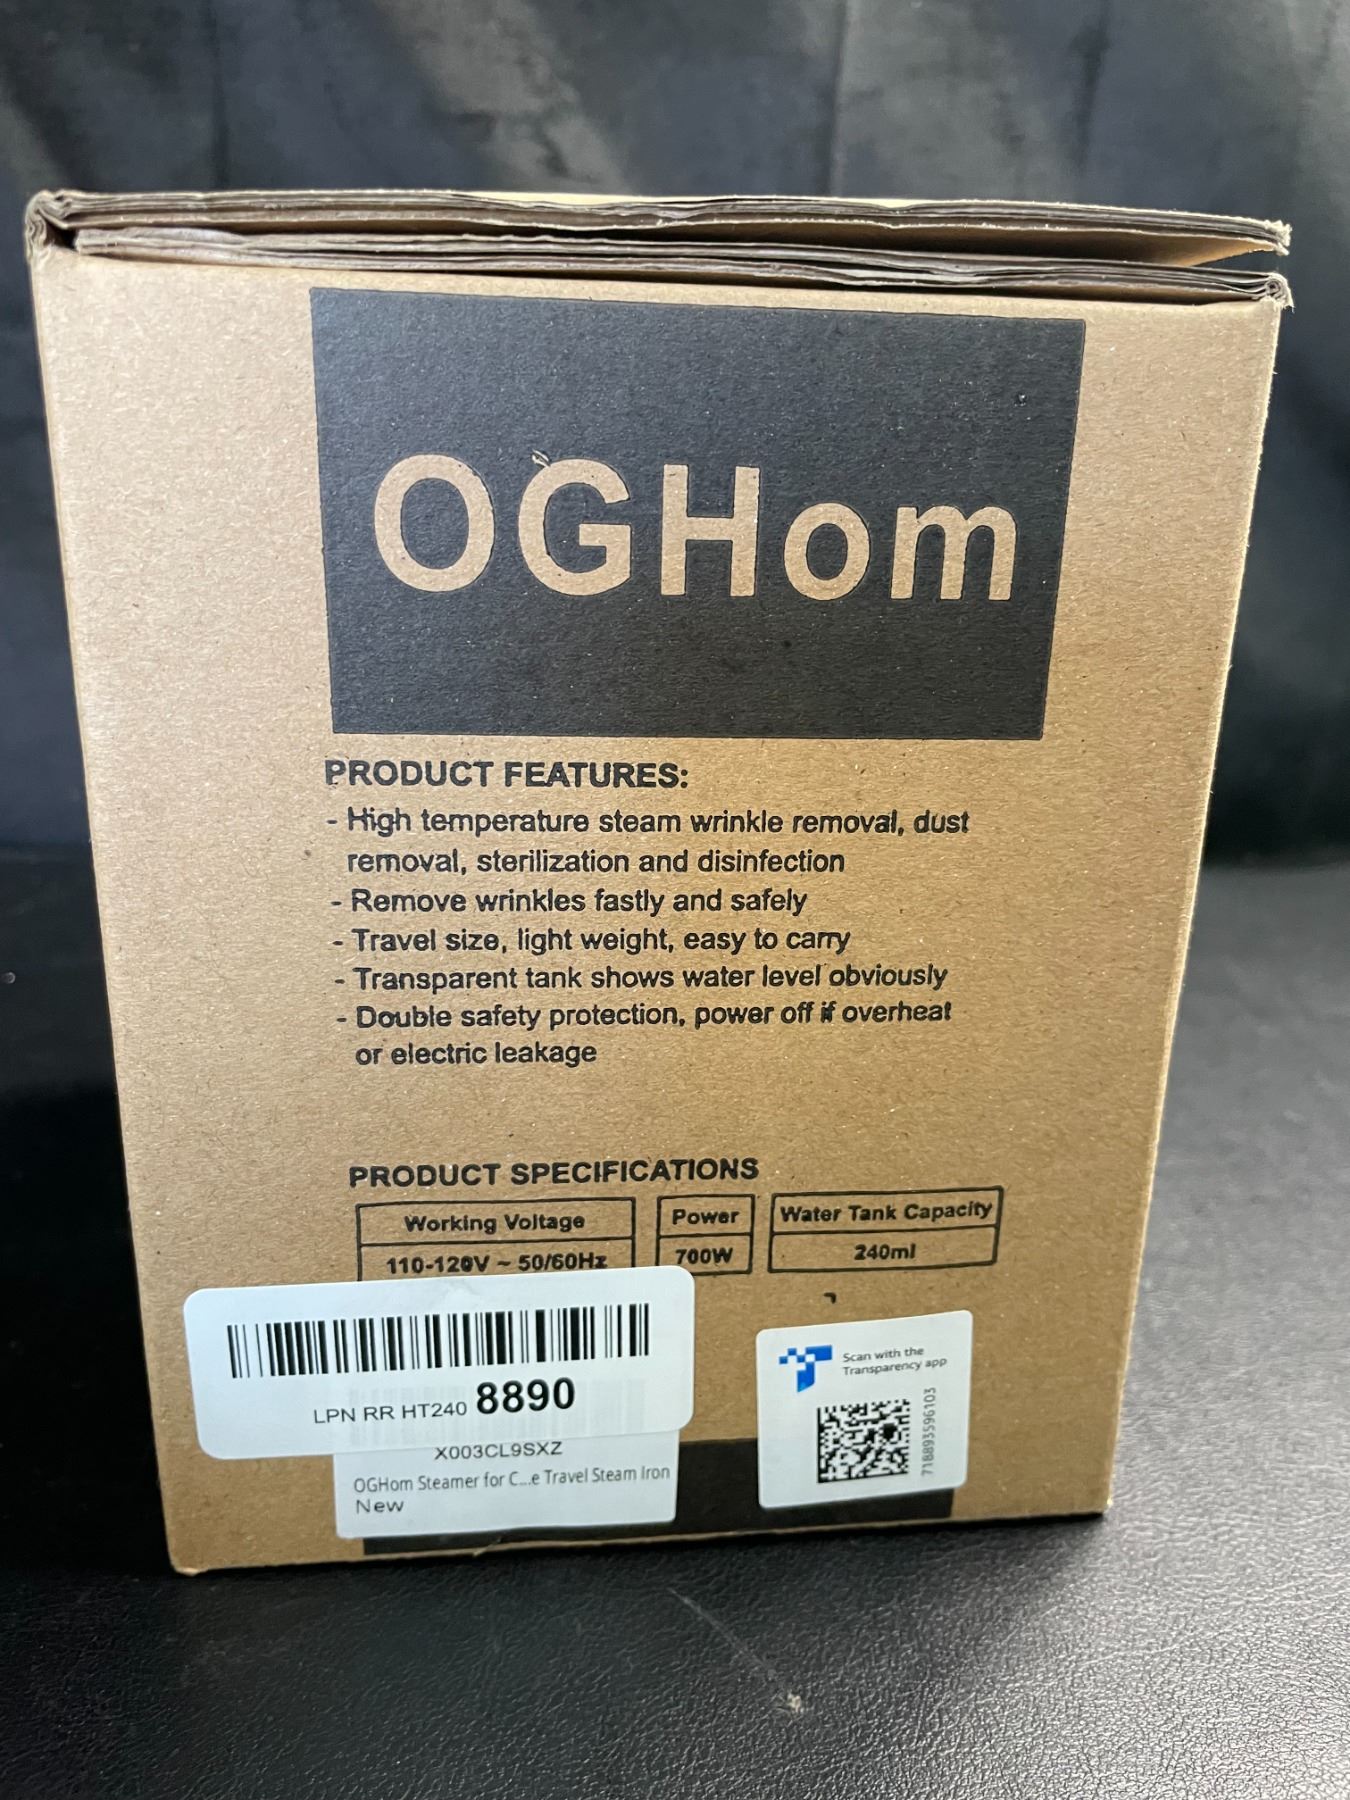 OGHom
PRODUCT FEATURES:
- High temperature steam wrinkle removal, dust
removal, sterilization and disinfection
- Remove wrinkles fastly and safely
- Travel size, light weight, easy to carry
- Transparent tank shows water level obviously
- Double safety protection, power off if overheat
or electric leakage
PRODUCT SPECIFICATIONS
Working Voltage Power Water Tank Capacity
110-120V ~ 50/60Hz 700W 240ml
LPN RR HT240 8890
X003CL9SXZ
OGHom Steamer for C...e Travel Steam Iron
New
Scan with the
Transparency app
718893596103